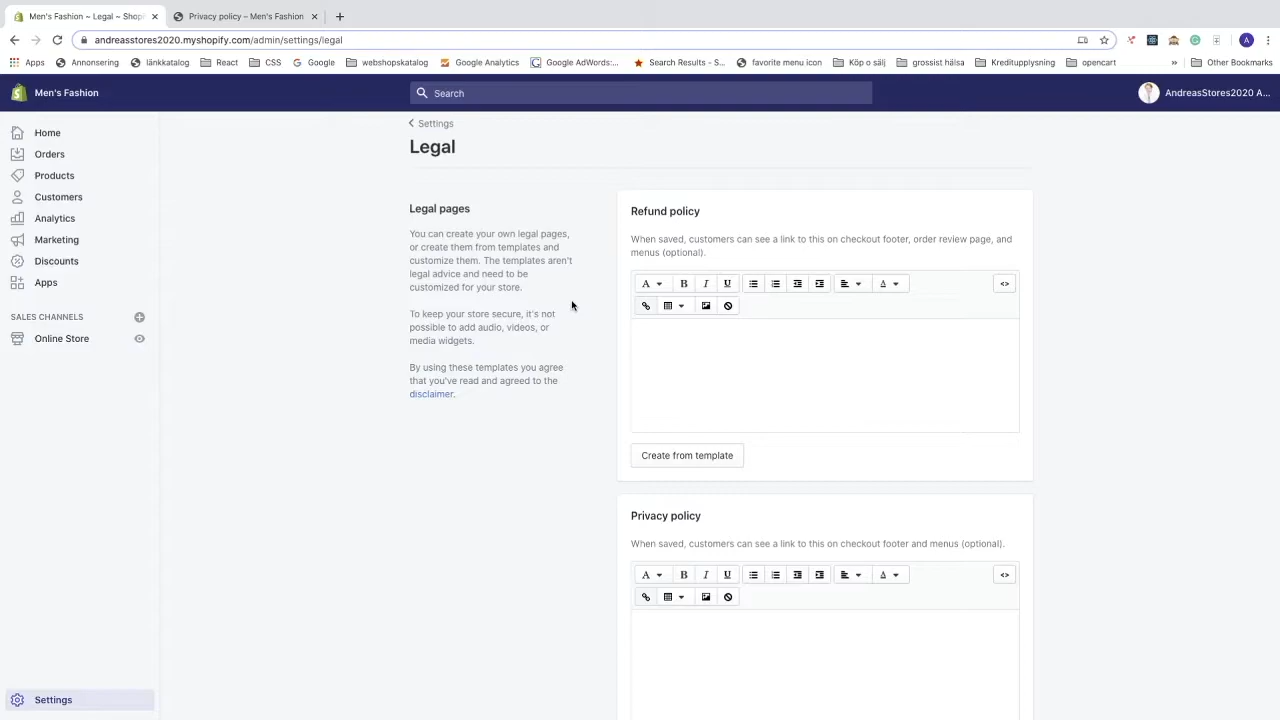 Men's Fashion ~ Legal ~ Shopi
Privacy policy – Men's Fashion
andreasstores2020.myshopify.com/admin/settings/legal
A
Apps
Annonsering
länkkatalog
React
CSS
Google
webshopskatalog
Google Analytics
Google AdWords:...
Search Results - S...
favorite menu icon
Köp o sälj
grossist hälsa
Kreditupplysning
opencart
»
Other Bookmarks
Men's Fashion
Search
AndreasStores2020 A...
Home
Orders
Products
Customers
Analytics
Marketing
Discounts
Apps
SALES CHANNELS
Online Store
Settings
Settings
Legal
Legal pages
You can create your own legal pages,
or create them from templates and
customize them. The templates aren't
legal advice and need to be
customized for your store.
To keep your store secure, it's not
possible to add audio, videos, or
media widgets.
By using these templates you agree
that you've read and agreed to the
disclaimer.
Refund policy
When saved, customers can see a link to this on checkout footer, order review page, and
menus (optional).
A B I U A <>
Create from template
Privacy policy
When saved, customers can see a link to this on checkout footer and menus (optional).
A B I U A <>